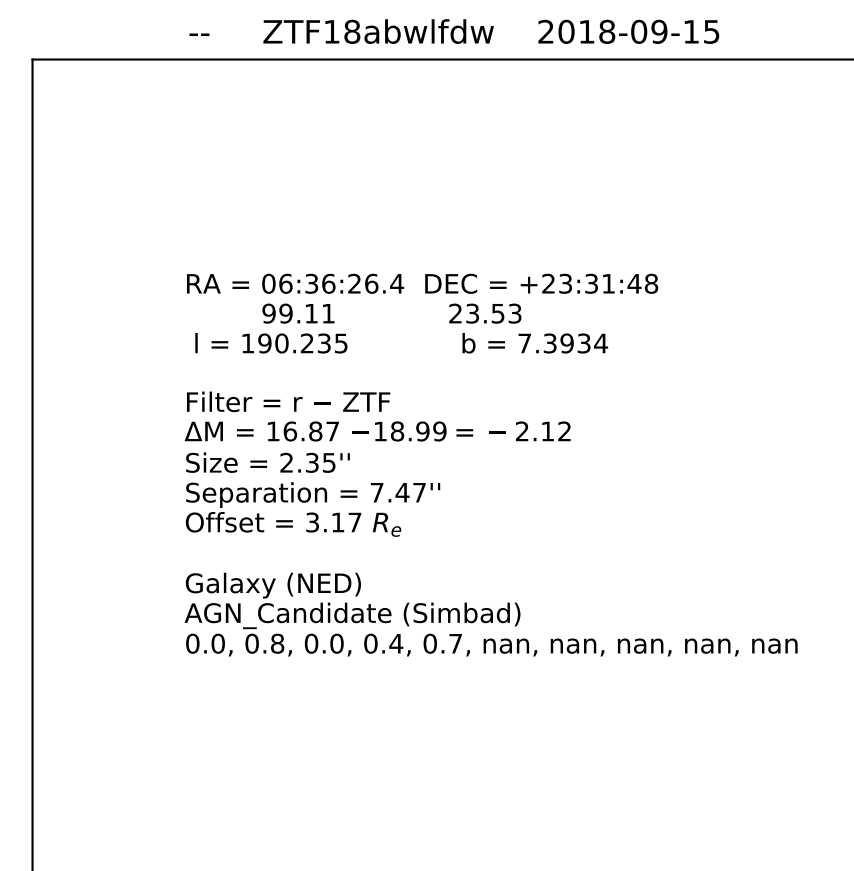 -- ZTF18abwlfdw 2018-09-15
RA = 06:36:26.4 DEC = +23:31:48
99.11 23.53
l = 190.235 b = 7.3934
Filter = r − ZTF
ΔM = 16.87 −18.99 = − 2.12
Size = 2.35''
Separation = 7.47''
Offset = 3.17 Re
Galaxy (NED)
AGN_Candidate (Simbad)
0.0, 0.8, 0.0, 0.4, 0.7, nan, nan, nan, nan, nan